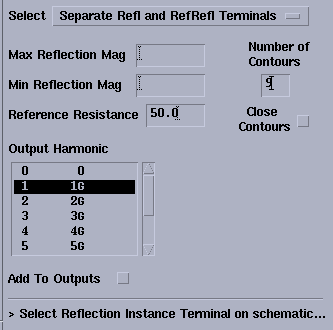 Select Separate Refl and RefRefl Terminals
Max Reflection Mag
Number of
Contours
Min Reflection Mag
9
Reference Resistance 50.0
Close
Contours
Output Harmonic
0 0
1 1G
2 2G
3 3G
4 4G
5 5G
Add To Outputs
> Select Reflection Instance Terminal on schematic...